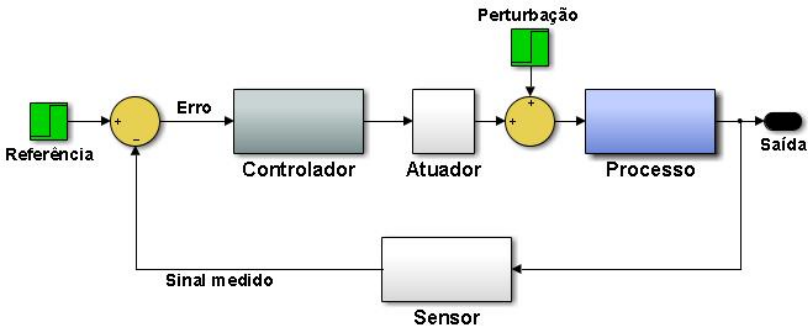 Perturbação
Erro
Referência
Controlador
Atuador
Processo
Saída
Sinal medido
Sensor